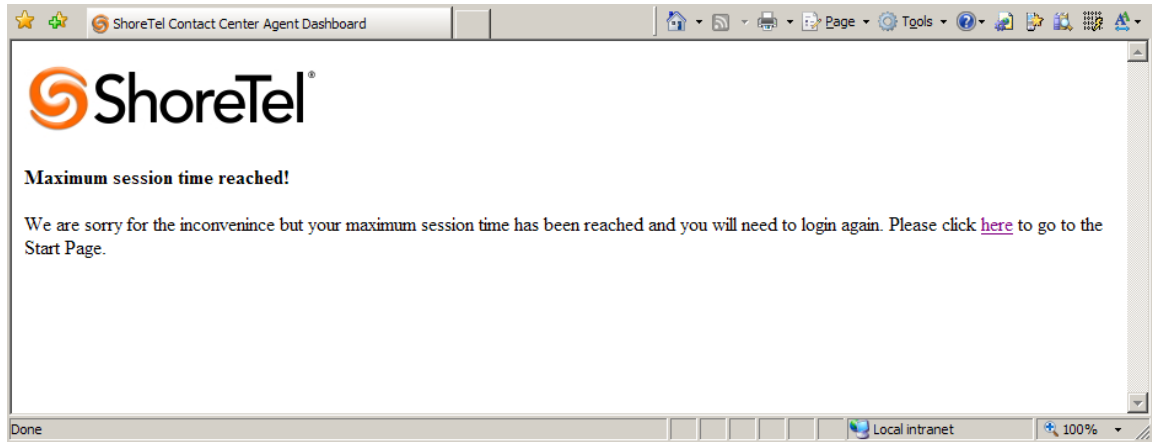 ShoreTel Contact Center Agent Dashboard
Page
Tools
ShoreTel®
Maximum session time reached!
We are sorry for the inconvenince but your maximum session time has been reached and you will need to login again. Please click here to go to the
Start Page.
Done
Local intranet
100%